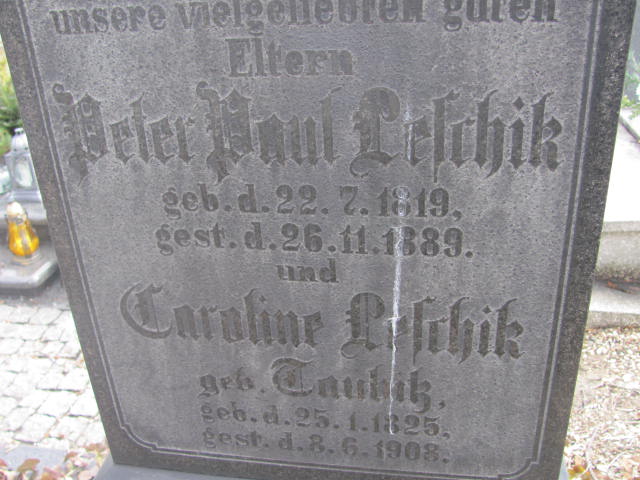 unsere vielgeliebten guten
Eltern
Peter Paul Leschik
geb. d. 22. 7. 1819,
gest. d. 26. 11. 1889.
und
Caroline Leschik
geb.
geb. d. 25. 1. 1825,
gest. d. 8. 6. 1908.